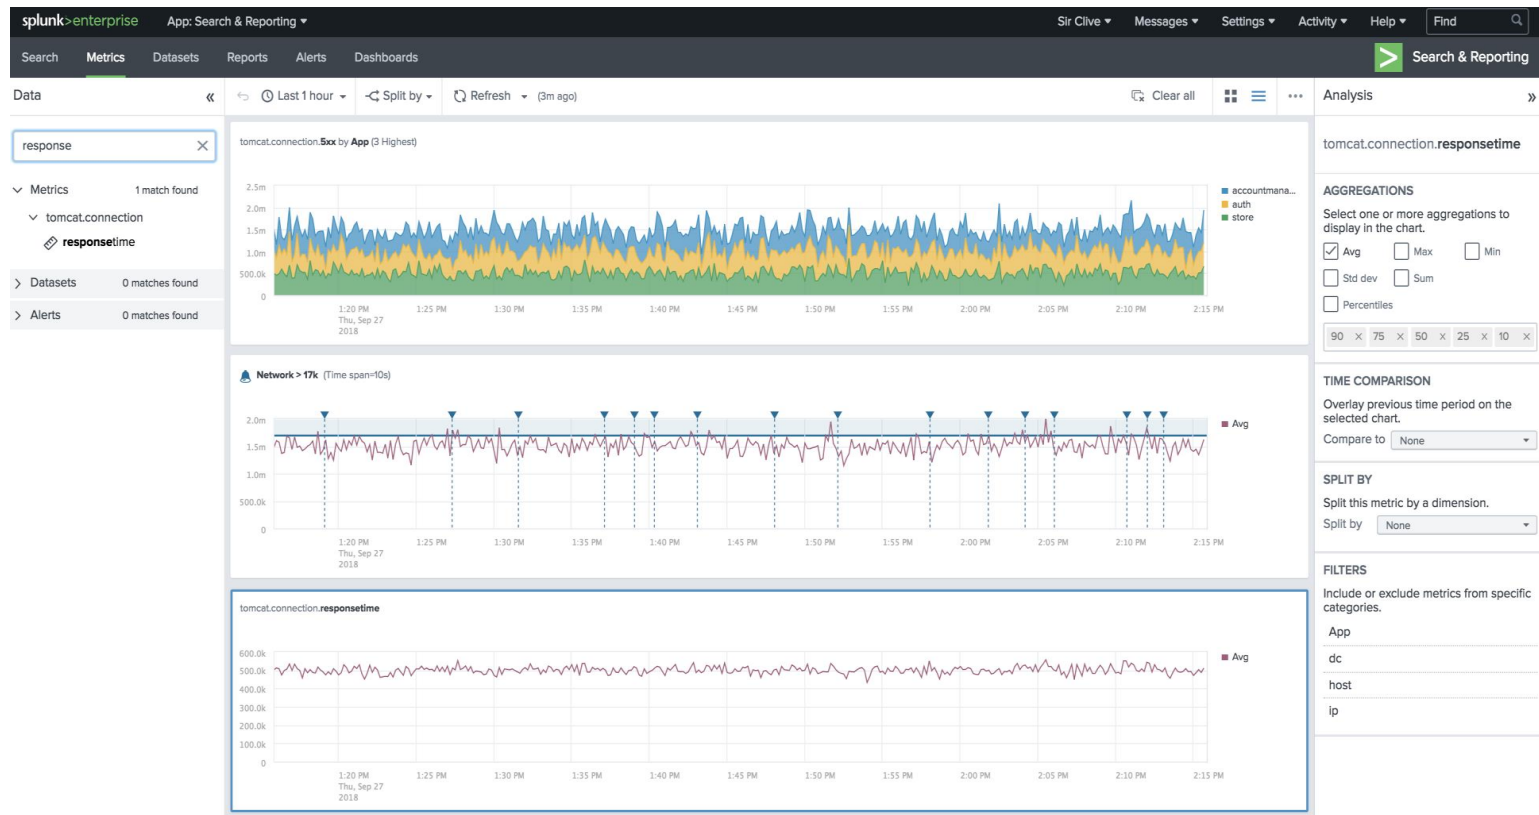 splunk>enterprise App: Search & Reporting Sir Clive Messages Settings Activity Help Find
Search Metrics Datasets Reports Alerts Dashboards Search & Reporting
Data
response
Metrics 1 match found
tomcat.connection
responsetime
Datasets 0 matches found
Alerts 0 matches found
Last 1 hour Split by Refresh (3m ago) Clear all
tomcat.connection.5xx by App (3 Highest)
2.5m
2.0m
1.5m
1.0m
500.0k
0
1:20 PM 1:25 PM 1:30 PM 1:35 PM 1:40 PM 1:45 PM 1:50 PM 1:55 PM 2:00 PM 2:05 PM 2:10 PM 2:15 PM
Thu, Sep 27
2018
accountmana...
auth
store
Network > 17k (Time span=10s)
2.0m
1.5m
1.0m
500.0k
0
1:20 PM 1:25 PM 1:30 PM 1:35 PM 1:40 PM 1:45 PM 1:50 PM 1:55 PM 2:00 PM 2:05 PM 2:10 PM 2:15 PM
Thu, Sep 27
2018
Avg
tomcat.connection.responsetime
600.0k
500.0k
400.0k
300.0k
200.0k
100.0k
0
1:20 PM 1:25 PM 1:30 PM 1:35 PM 1:40 PM 1:45 PM 1:50 PM 1:55 PM 2:00 PM 2:05 PM 2:10 PM 2:15 PM
Thu, Sep 27
2018
Avg
Analysis
tomcat.connection.responsetime
AGGREGATIONS
Select one or more aggregations to
display in the chart.
Avg Max Min
Std dev Sum
Percentiles
90 × 75 × 50 × 25 × 10 ×
TIME COMPARISON
Overlay previous time period on the
selected chart.
Compare to None
SPLIT BY
Split this metric by a dimension.
Split by None
FILTERS
Include or exclude metrics from specific
categories.
App
dc
host
ip